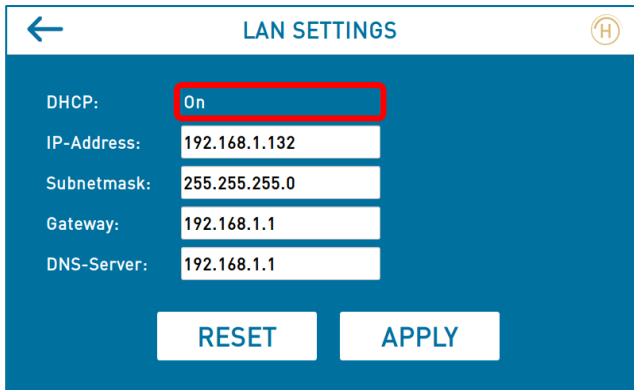 LAN SETTINGS
H
DHCP: On
IP-Address: 192.168.1.132
Subnetmask: 255.255.255.0
Gateway: 192.168.1.1
DNS-Server: 192.168.1.1
RESET APPLY